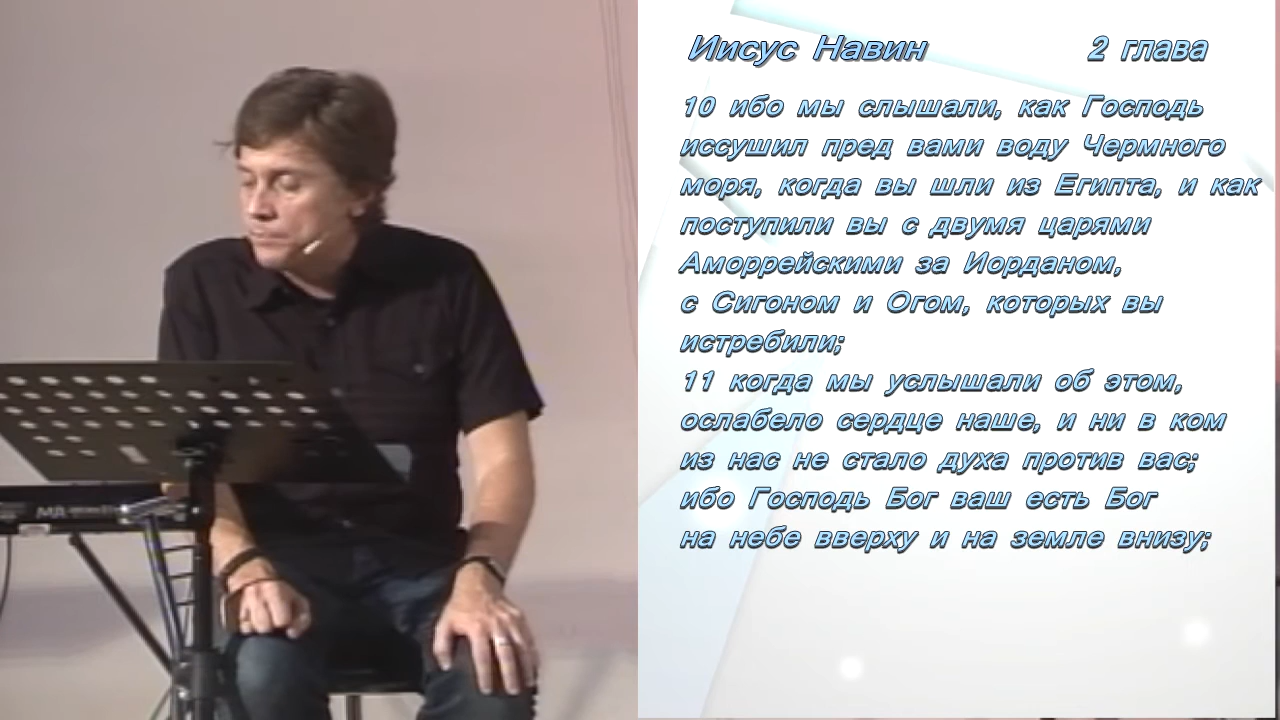 Иисус Навин 2 глава
10 ибо мы слышали, как Господь
иссушил пред вами воду Чермного
моря, когда вы шли из Египта, и как
поступили вы с двумя царями
Аморрейскими за Иорданом,
с Сигоном и Огом, которых вы
истребили;
11 когда мы услышали об этом,
ослабело сердце наше, и ни в ком
из нас не стало духа против вас;
ибо Господь Бог ваш есть Бог
на небе вверху и на земле внизу;